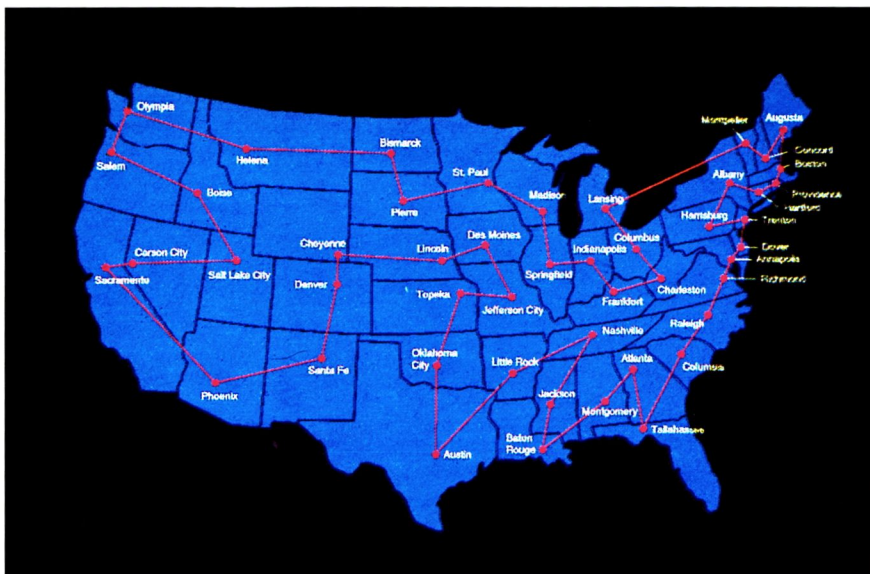 Olympia
Montpelier
Augusta
Helena
Bismarck
Concord
Salem
St. Paul
Boston
Boise
Albany
Madison
Lansing
Providence
Hartford
Pierre
Harrisburg
Trenton
Des Moines
Columbus
Cheyenne
Lincoln
Indianapolis
Dover
Carson City
Annapolis
Salt Lake City
Springfield
Sacramento
Richmond
Denver
Topeka
Frankfort
Charleston
Jefferson City
Raleigh
Nashville
Oklahoma
City
Little Rock
Atlanta
Santa Fe
Columbia
Phoenix
Jackson
Montgomery
Tallahassee
Baton
Rouge
Austin